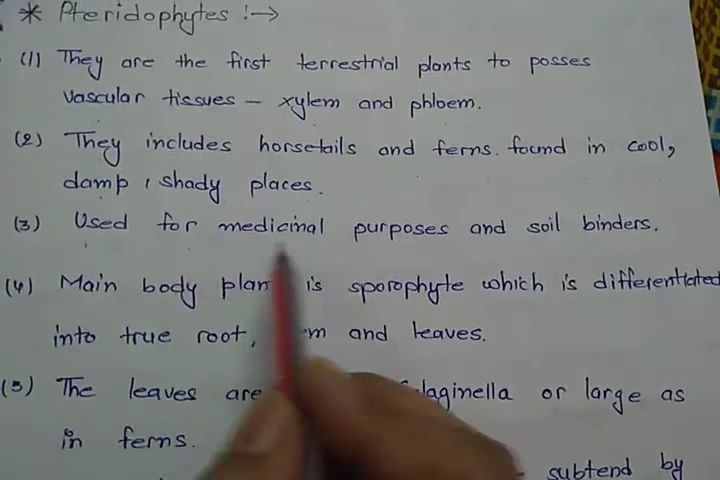 * Pteridophytes :→
(1) They are the first terrestrial plants to posses
vascular tissues - xylem and phloem.
(2) They includes horsetails and ferns. found in cool,
damp, shady places.
(3) Used for medicinal purposes and soil binders.
(4) Main body is sporophyte which is differentiated
into true root, and leaves.
(5) The leaves are or large as
in ferns.
subtend by